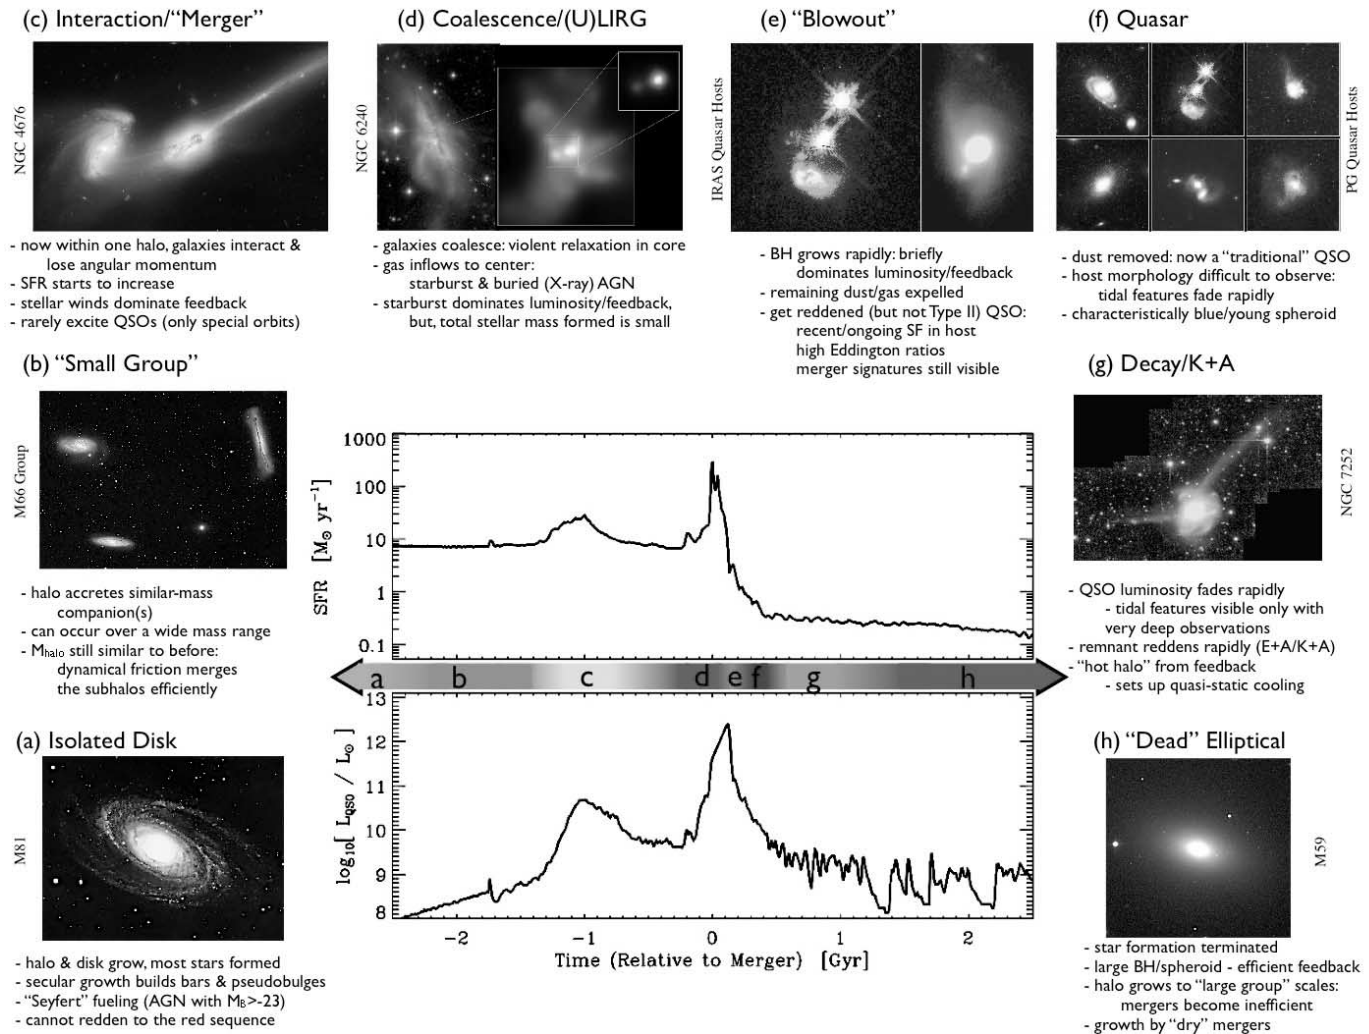 (c) Interaction/“Merger”
NGC 4676
- now within one halo, galaxies interact &
lose angular momentum
- SFR starts to increase
- stellar winds dominate feedback
- rarely excite QSOs (only special orbits)
(d) Coalescence/(U)LIRG
NGC 6240
- galaxies coalesce: violent relaxation in core
- gas inflows to center:
starburst & buried (X-ray) AGN
- starburst dominates luminosity/feedback,
but, total stellar mass formed is small
(e) “Blowout”
IRAS Quasar Hosts
- BH grows rapidly: briefly
dominates luminosity/feedback
- remaining dust/gas expelled
- get reddened (but not Type II) QSO:
recent/ongoing SF in host
high Eddington ratios
merger signatures still visible
(f) Quasar
PG Quasar Hosts
- dust removed: now a “traditional” QSO
- host morphology difficult to observe:
tidal features fade rapidly
- characteristically blue/young spheroid
(b) “Small Group”
M66 Group
- halo accretes similar-mass
companion(s)
- can occur over a wide mass range
- Mhalo still similar to before:
dynamical friction merges
the subhalos efficiently
(g) Decay/K+A
NGC 7252
- QSO luminosity fades rapidly
- tidal features visible only with
very deep observations
- remnant reddens rapidly (E+A/K+A)
- “hot halo” from feedback
- sets up quasi-static cooling
(a) Isolated Disk
M81
- halo & disk grow, most stars formed
- secular growth builds bars & pseudobulges
- “Seyfert” fueling (AGN with MB>-23)
- cannot redden to the red sequence
(h) “Dead” Elliptical
M59
- star formation terminated
- large BH/spheroid - efficient feedback
- halo grows to “large group” scales:
mergers become inefficient
- growth by “dry” mergers
SFR [M⊙ yr⁻¹]
1000
100
10
1
0.1
a b c d e f g h
log10[ LQSO / L⊙ ]
13
12
11
10
9
8
-2 -1 0 1 2
Time (Relative to Merger) [Gyr]